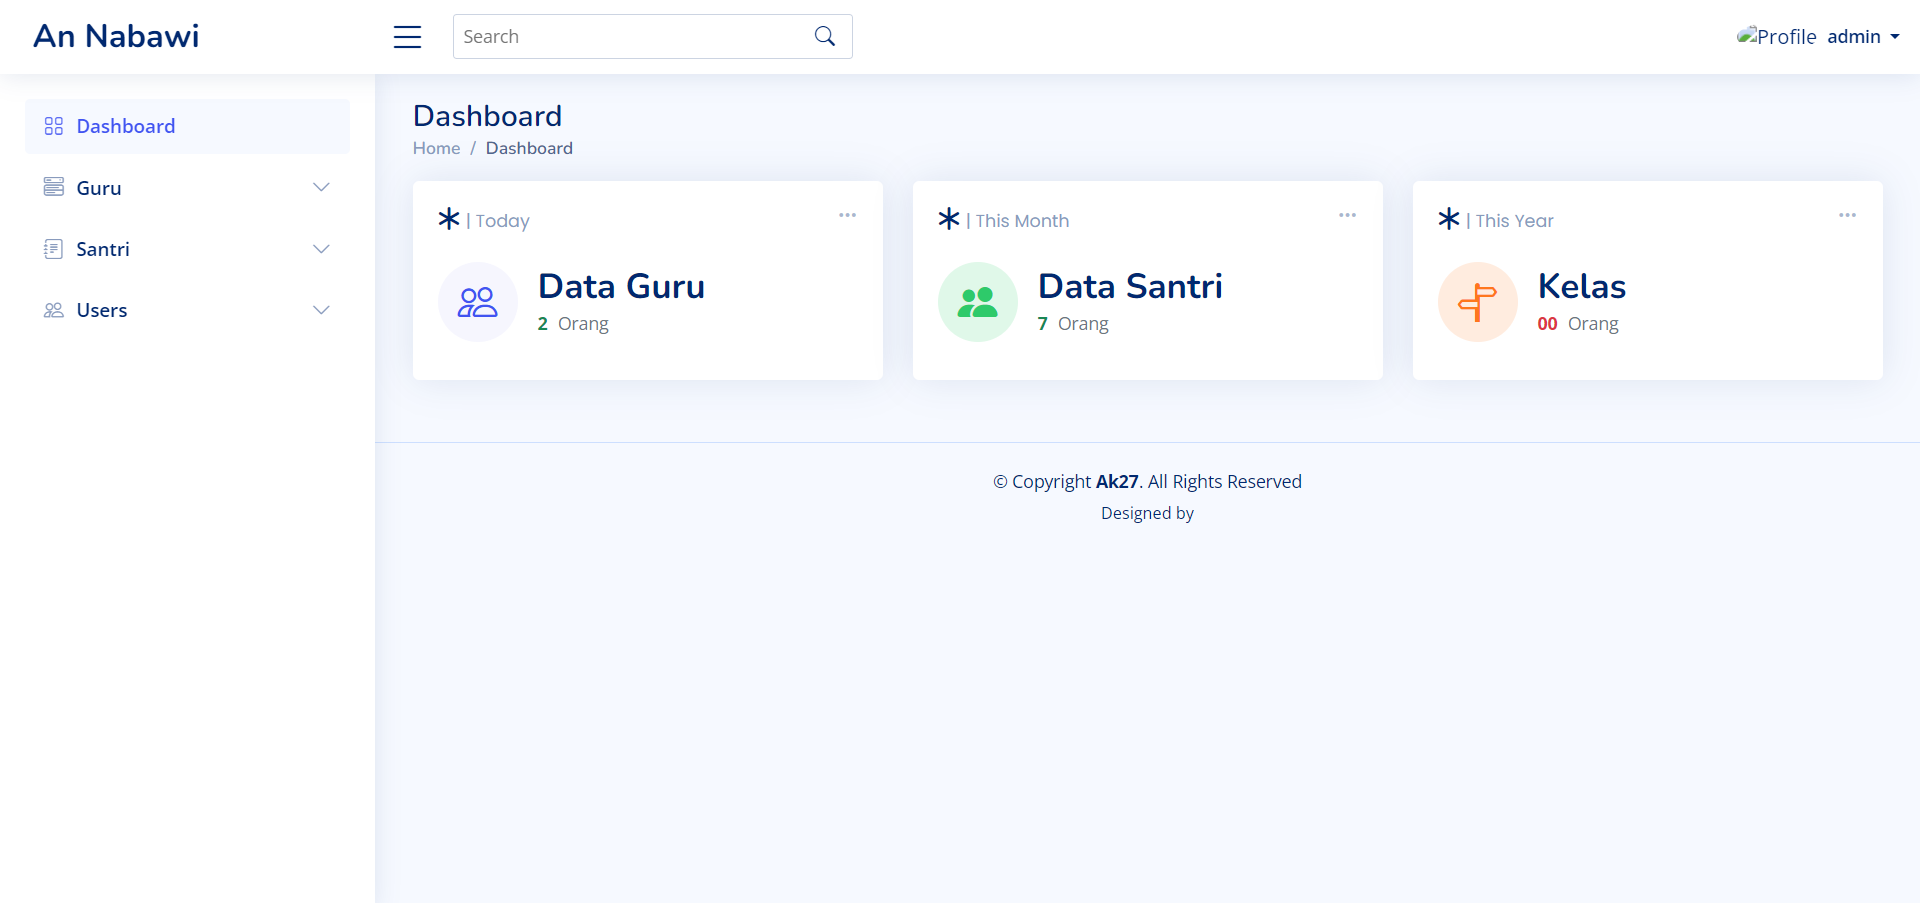 An Nabawi
Search
Profile admin
Dashboard
Guru
Santri
Users
Dashboard
Home / Dashboard
* | Today
Data Guru
2 Orang
* | This Month
Data Santri
7 Orang
* | This Year
Kelas
00 Orang
© Copyright Ak27. All Rights Reserved
Designed by